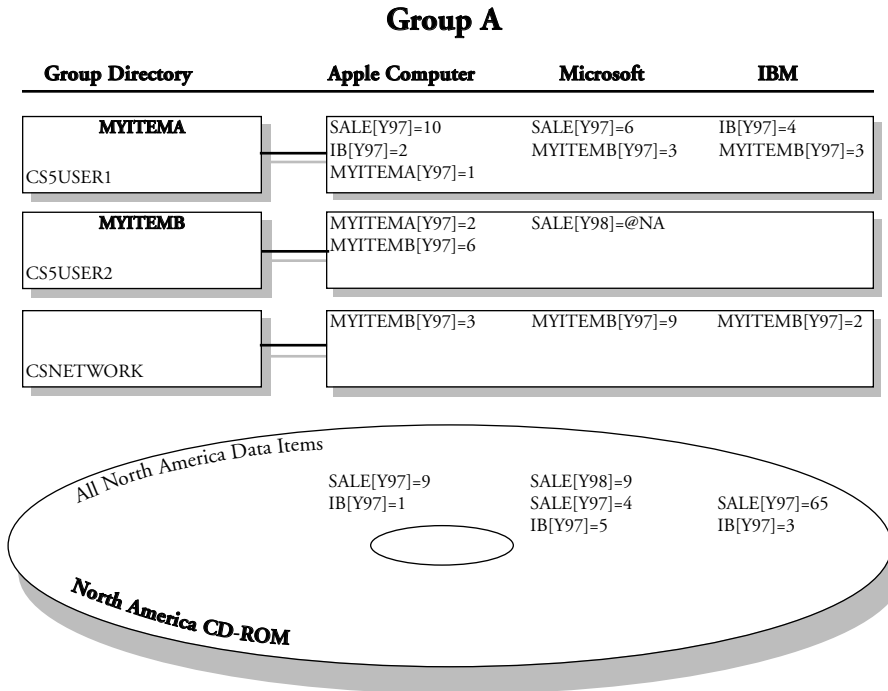 Group A
Group Directory Apple Computer Microsoft IBM
MYITEMA
CS5USER1
SALE[Y97]=10 SALE[Y97]=6 IB[Y97]=4
IB[Y97]=2 MYITEMB[Y97]=3 MYITEMB[Y97]=3
MYITEMA[Y97]=1
MYITEMB
CS5USER2
MYITEMA[Y97]=2 SALE[Y98]=@NA
MYITEMB[Y97]=6
CSNETWORK
MYITEMB[Y97]=3 MYITEMB[Y97]=9 MYITEMB[Y97]=2
All North America Data Items
SALE[Y97]=9 SALE[Y98]=9
IB[Y97]=1 SALE[Y97]=4 SALE[Y97]=65
IB[Y97]=5 IB[Y97]=3
North America CD-ROM